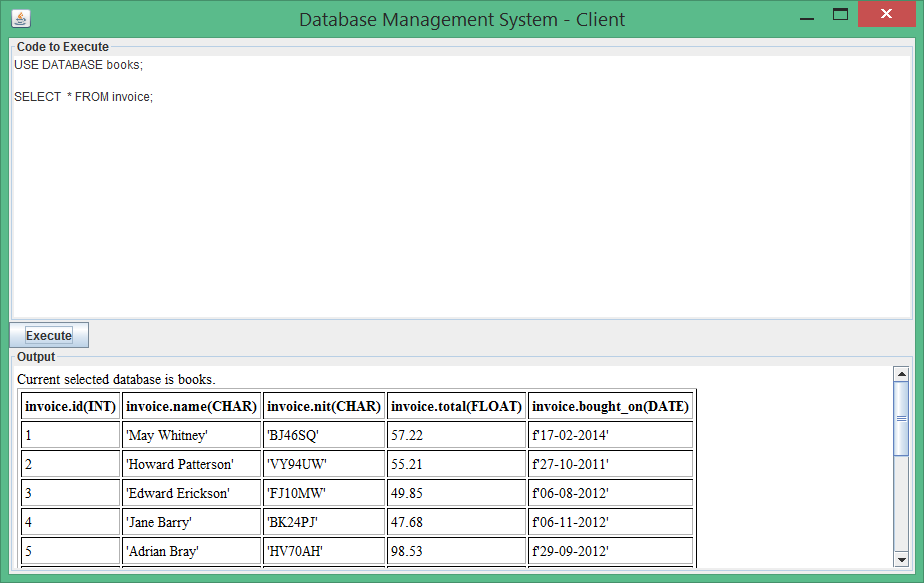 Database Management System - Client
Code to Execute
USE DATABASE books;
SELECT  * FROM invoice;
Execute
Output
Current selected database is books.
invoice.id(INT) invoice.name(CHAR) invoice.nit(CHAR) invoice.total(FLOAT) invoice.bought_on(DATE)
1 'May Whitney' 'BJ46SQ' 57.22 f'17-02-2014'
2 'Howard Patterson' 'VY94UW' 55.21 f'27-10-2011'
3 'Edward Erickson' 'FJ10MW' 49.85 f'06-08-2012'
4 'Jane Barry' 'BK24PJ' 47.68 f'06-11-2012'
5 'Adrian Bray' 'HV70AH' 98.53 f'29-09-2012'